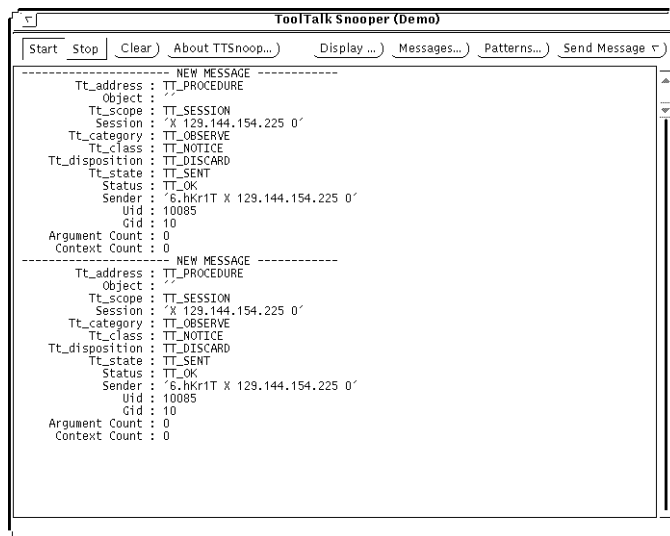 ToolTalk Snooper (Demo)
Start Stop Clear) About TTSnoop...) Display ...) Messages...) Patterns...) Send Message
---------------------- NEW MESSAGE ------------
Tt_address : TT_PROCEDURE
Object : ´´
Tt_scope : TT_SESSION
Session : ´X 129.144.154.225 0´
Tt_category : TT_OBSERVE
Tt_class : TT_NOTICE
Tt_disposition : TT_DISCARD
Tt_state : TT_SENT
Status : TT_OK
Sender : ´6.hKr1T X 129.144.154.225 0´
Uid : 10085
Gid : 10
Argument Count : 0
Context Count : 0
---------------------- NEW MESSAGE ------------
Tt_address : TT_PROCEDURE
Object : ´´
Tt_scope : TT_SESSION
Session : ´X 129.144.154.225 0´
Tt_category : TT_OBSERVE
Tt_class : TT_NOTICE
Tt_disposition : TT_DISCARD
Tt_state : TT_SENT
Status : TT_OK
Sender : ´6.hKr1T X 129.144.154.225 0´
Uid : 10085
Gid : 10
Argument Count : 0
Context Count : 0